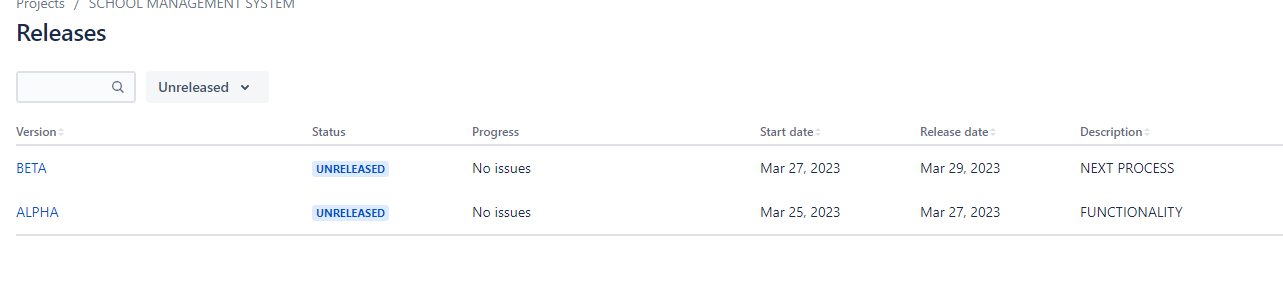 Projects / SCHOOL MANAGEMENT SYSTEM
Releases
Unreleased
Version Status Progress Start date Release date Description
BETA UNRELEASED No issues Mar 27, 2023 Mar 29, 2023 NEXT PROCESS
ALPHA UNRELEASED No issues Mar 25, 2023 Mar 27, 2023 FUNCTIONALITY